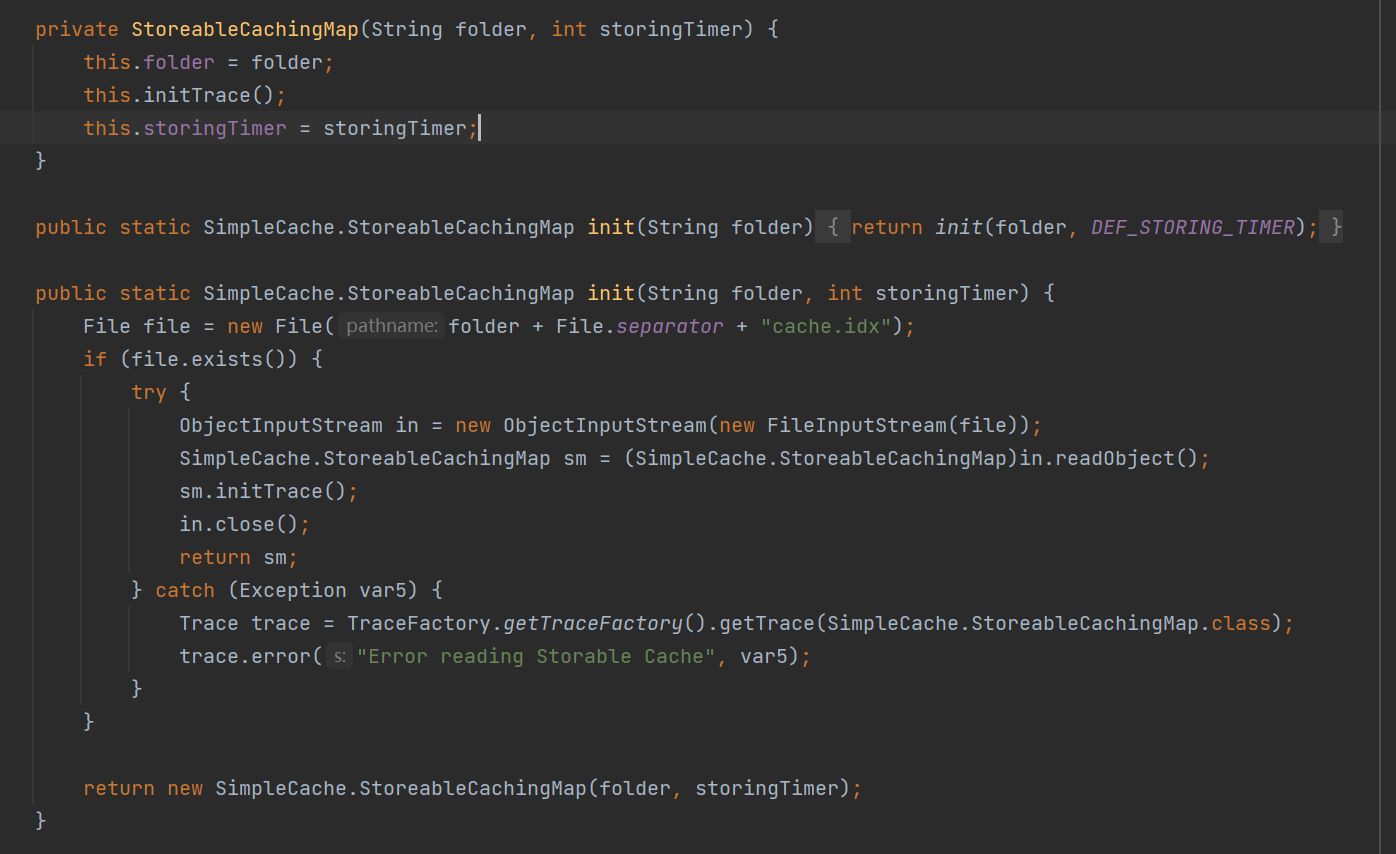 private StoreableCachingMap(String folder, int storingTimer) {
    this.folder = folder;
    this.initTrace();
    this.storingTimer = storingTimer;
}
public static SimpleCache.StoreableCachingMap init(String folder) { return init(folder, DEF_STORING_TIMER); }
public static SimpleCache.StoreableCachingMap init(String folder, int storingTimer) {
    File file = new File( pathname: folder + File.separator + "cache.idx");
    if (file.exists()) {
        try {
            ObjectInputStream in = new ObjectInputStream(new FileInputStream(file));
            SimpleCache.StoreableCachingMap sm = (SimpleCache.StoreableCachingMap)in.readObject();
            sm.initTrace();
            in.close();
            return sm;
        } catch (Exception var5) {
            Trace trace = TraceFactory.getTraceFactory().getTrace(SimpleCache.StoreableCachingMap.class);
            trace.error( s: "Error reading Storable Cache", var5);
        }
    }
    return new SimpleCache.StoreableCachingMap(folder, storingTimer);
}